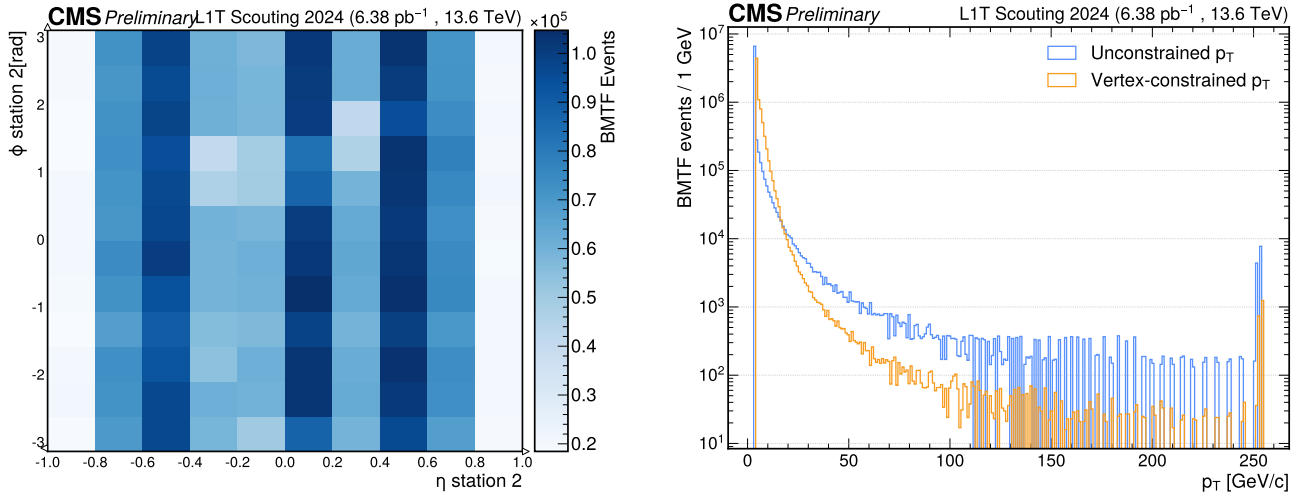 CMS Preliminary L1T Scouting 2024 (6.38 pb⁻¹ , 13.6 TeV)
×10⁵
ϕ station 2[rad]
3
2
1
0
-1
-2
-3
-1.0 -0.8 -0.6 -0.4 -0.2 0.0 0.2 0.4 0.6 0.8 1.0
η station 2
1.0
0.9
0.8
0.7
0.6
0.5
0.4
0.3
0.2
BMTF Events
CMS Preliminary L1T Scouting 2024 (6.38 pb⁻¹ , 13.6 TeV)
BMTF events / 1 GeV
10⁷
10⁶
10⁵
10⁴
10³
10²
10¹
Unconstrained p_T
Vertex-constrained p_T
0 50 100 150 200 250
p_T [GeV/c]